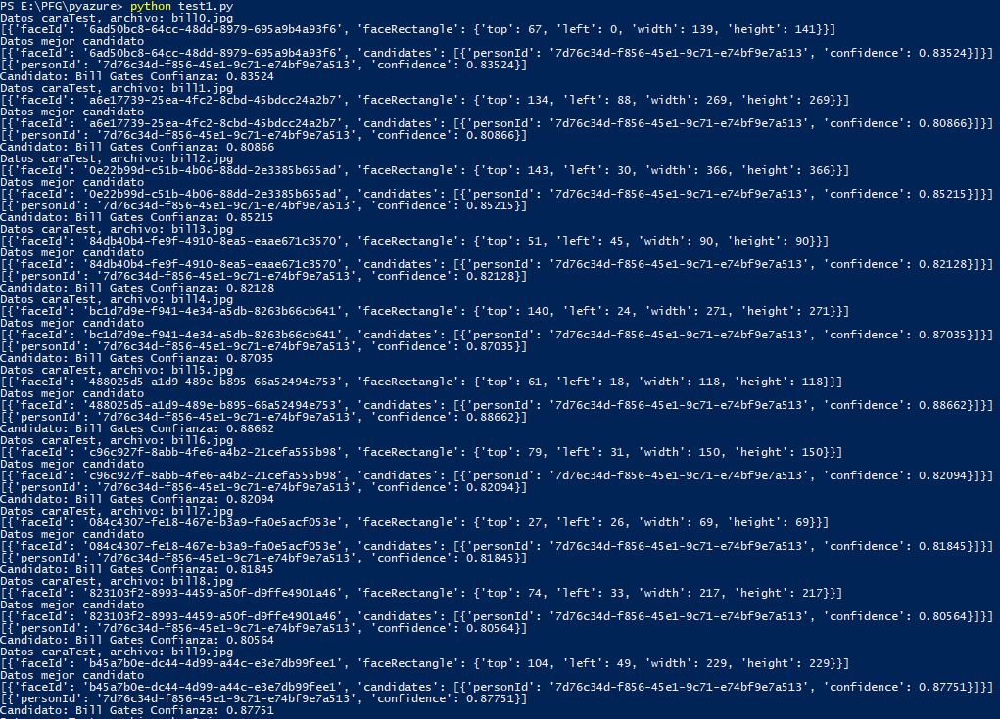 PS E:\PFG\pyazure> python test1.py
Datos caraTest, archivo: bill0.jpg
[{'faceId': '6ad50bc8-64cc-48dd-8979-695a9b4a93f6', 'faceRectangle': {'top': 67, 'left': 0, 'width': 139, 'height': 141}}]
Datos mejor candidato
[{'faceId': '6ad50bc8-64cc-48dd-8979-695a9b4a93f6', 'candidates': [{'personId': '7d76c34d-f856-45e1-9c71-e74bf9e7a513', 'confidence': 0.83524}]}]
[{'personId': '7d76c34d-f856-45e1-9c71-e74bf9e7a513', 'confidence': 0.83524}]
Candidato: Bill Gates Confianza: 0.83524
Datos caraTest, archivo: bill1.jpg
[{'faceId': 'a6e17739-25ea-4fc2-8cbd-45bdcc24a2b7', 'faceRectangle': {'top': 134, 'left': 88, 'width': 269, 'height': 269}}]
Datos mejor candidato
[{'faceId': 'a6e17739-25ea-4fc2-8cbd-45bdcc24a2b7', 'candidates': [{'personId': '7d76c34d-f856-45e1-9c71-e74bf9e7a513', 'confidence': 0.80866}]}]
[{'personId': '7d76c34d-f856-45e1-9c71-e74bf9e7a513', 'confidence': 0.80866}]
Candidato: Bill Gates Confianza: 0.80866
Datos caraTest, archivo: bill2.jpg
[{'faceId': '0e22b99d-c51b-4b06-88dd-2e3385b655ad', 'faceRectangle': {'top': 143, 'left': 30, 'width': 366, 'height': 366}}]
Datos mejor candidato
[{'faceId': '0e22b99d-c51b-4b06-88dd-2e3385b655ad', 'candidates': [{'personId': '7d76c34d-f856-45e1-9c71-e74bf9e7a513', 'confidence': 0.85215}]}]
[{'personId': '7d76c34d-f856-45e1-9c71-e74bf9e7a513', 'confidence': 0.85215}]
Candidato: Bill Gates Confianza: 0.85215
Datos caraTest, archivo: bill3.jpg
[{'faceId': '84db40b4-fe9f-4910-8ea5-eaae671c3570', 'faceRectangle': {'top': 51, 'left': 45, 'width': 90, 'height': 90}}]
Datos mejor candidato
[{'faceId': '84db40b4-fe9f-4910-8ea5-eaae671c3570', 'candidates': [{'personId': '7d76c34d-f856-45e1-9c71-e74bf9e7a513', 'confidence': 0.82128}]}]
[{'personId': '7d76c34d-f856-45e1-9c71-e74bf9e7a513', 'confidence': 0.82128}]
Candidato: Bill Gates Confianza: 0.82128
Datos caraTest, archivo: bill4.jpg
[{'faceId': 'bc1d7d9e-f941-4e34-a5db-8263b66cb641', 'faceRectangle': {'top': 140, 'left': 24, 'width': 271, 'height': 271}}]
Datos mejor candidato
[{'faceId': 'bc1d7d9e-f941-4e34-a5db-8263b66cb641', 'candidates': [{'personId': '7d76c34d-f856-45e1-9c71-e74bf9e7a513', 'confidence': 0.87035}]}]
[{'personId': '7d76c34d-f856-45e1-9c71-e74bf9e7a513', 'confidence': 0.87035}]
Candidato: Bill Gates Confianza: 0.87035
Datos caraTest, archivo: bill5.jpg
[{'faceId': '488025d5-a1d9-489e-b895-66a52494e753', 'faceRectangle': {'top': 61, 'left': 18, 'width': 118, 'height': 118}}]
Datos mejor candidato
[{'faceId': '488025d5-a1d9-489e-b895-66a52494e753', 'candidates': [{'personId': '7d76c34d-f856-45e1-9c71-e74bf9e7a513', 'confidence': 0.88662}]}]
[{'personId': '7d76c34d-f856-45e1-9c71-e74bf9e7a513', 'confidence': 0.88662}]
Candidato: Bill Gates Confianza: 0.88662
Datos caraTest, archivo: bill6.jpg
[{'faceId': 'c96c927f-8abb-4fe6-a4b2-21cefa555b98', 'faceRectangle': {'top': 79, 'left': 31, 'width': 150, 'height': 150}}]
Datos mejor candidato
[{'faceId': 'c96c927f-8abb-4fe6-a4b2-21cefa555b98', 'candidates': [{'personId': '7d76c34d-f856-45e1-9c71-e74bf9e7a513', 'confidence': 0.82094}]}]
[{'personId': '7d76c34d-f856-45e1-9c71-e74bf9e7a513', 'confidence': 0.82094}]
Candidato: Bill Gates Confianza: 0.82094
Datos caraTest, archivo: bill7.jpg
[{'faceId': '084c4307-fe18-467e-b3a9-fa0e5acf053e', 'faceRectangle': {'top': 27, 'left': 26, 'width': 69, 'height': 69}}]
Datos mejor candidato
[{'faceId': '084c4307-fe18-467e-b3a9-fa0e5acf053e', 'candidates': [{'personId': '7d76c34d-f856-45e1-9c71-e74bf9e7a513', 'confidence': 0.81845}]}]
[{'personId': '7d76c34d-f856-45e1-9c71-e74bf9e7a513', 'confidence': 0.81845}]
Candidato: Bill Gates Confianza: 0.81845
Datos caraTest, archivo: bill8.jpg
[{'faceId': '823103f2-8993-4459-a50f-d9ffe4901a46', 'faceRectangle': {'top': 74, 'left': 33, 'width': 217, 'height': 217}}]
Datos mejor candidato
[{'faceId': '823103f2-8993-4459-a50f-d9ffe4901a46', 'candidates': [{'personId': '7d76c34d-f856-45e1-9c71-e74bf9e7a513', 'confidence': 0.80564}]}]
[{'personId': '7d76c34d-f856-45e1-9c71-e74bf9e7a513', 'confidence': 0.80564}]
Candidato: Bill Gates Confianza: 0.80564
Datos caraTest, archivo: bill9.jpg
[{'faceId': 'b45a7b0e-dc44-4d99-a44c-e3e7db99fee1', 'faceRectangle': {'top': 104, 'left': 49, 'width': 229, 'height': 229}}]
Datos mejor candidato
[{'faceId': 'b45a7b0e-dc44-4d99-a44c-e3e7db99fee1', 'candidates': [{'personId': '7d76c34d-f856-45e1-9c71-e74bf9e7a513', 'confidence': 0.87751}]}]
[{'personId': '7d76c34d-f856-45e1-9c71-e74bf9e7a513', 'confidence': 0.87751}]
Candidato: Bill Gates Confianza: 0.87751